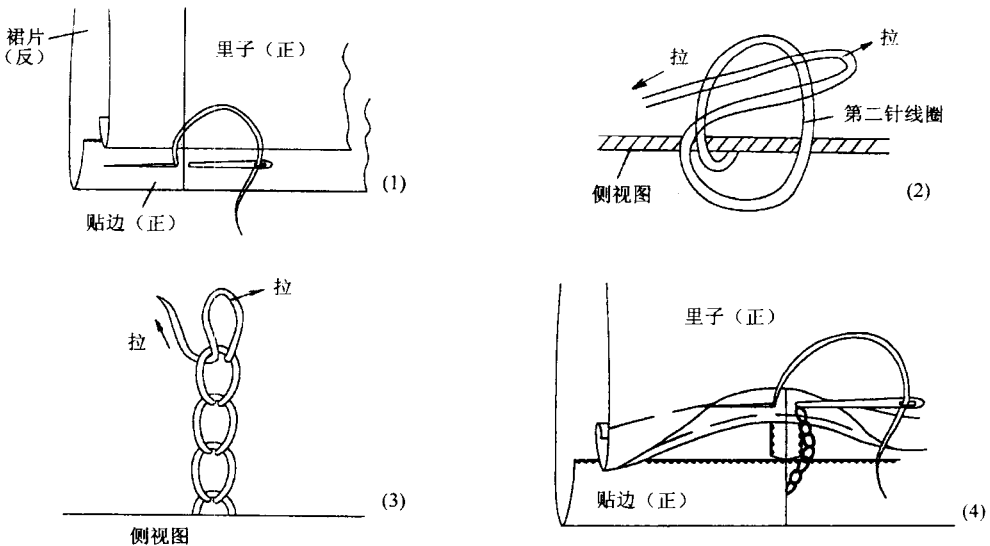 裙片
（反）
里子（正）
贴边（正）
(1)
拉
拉
第二针线圈
侧视图
(2)
拉
拉
(3)
侧视图
里子（正）
贴边（正）
(4)